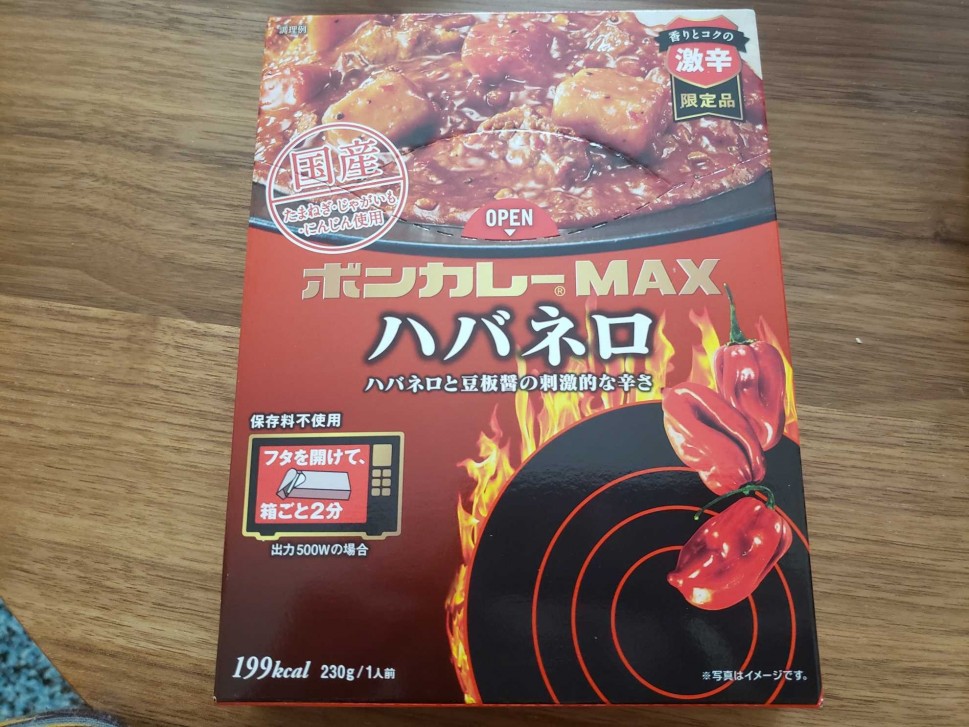 調理例
香りとコクの
激辛
限定品
国産
たまねぎ・じゃがいも
・にんじん使用
OPEN
ボンカレー®MAX
ハバネロ
ハバネロと豆板醤の刺激的な辛さ
保存料不使用
フタを開けて、
箱ごと2分
出力500Wの場合
199kcal 230g/1人前
※写真はイメージです。